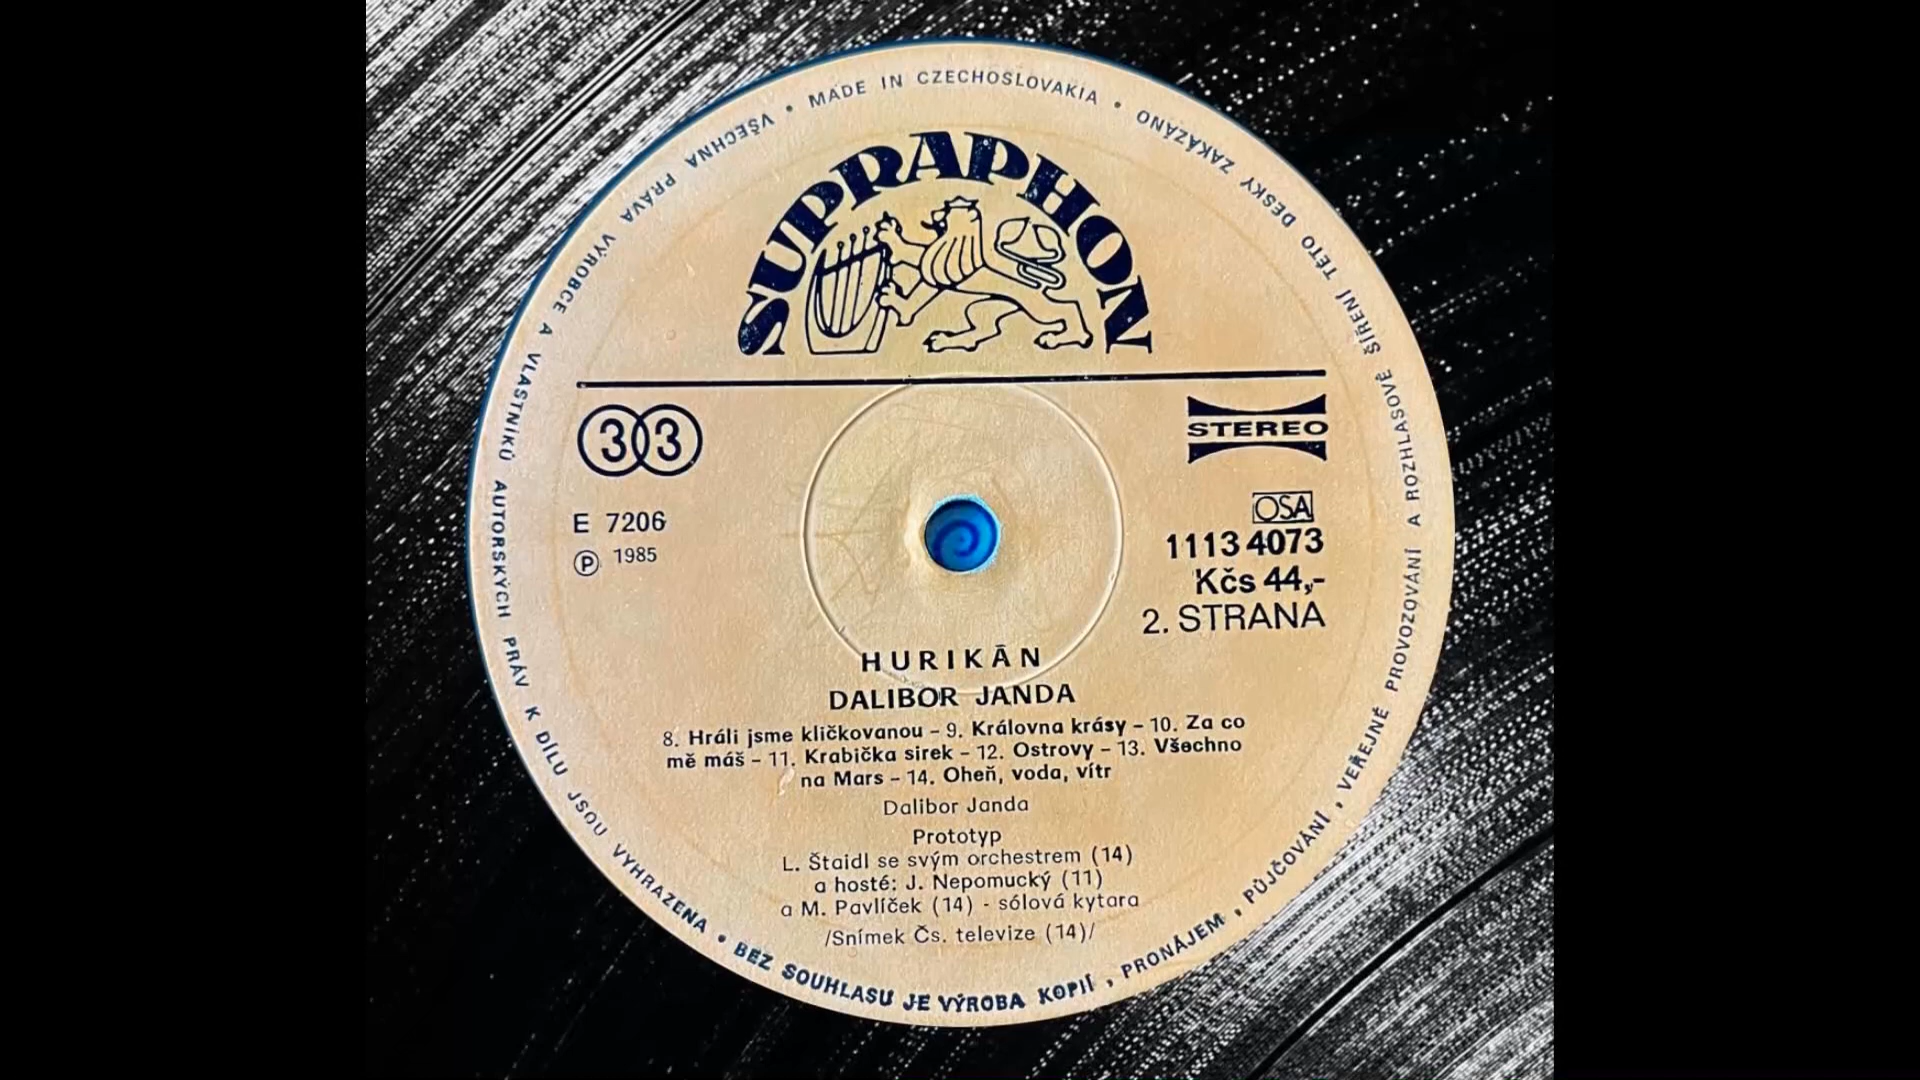 • MADE IN CZECHOSLOVAKIA •
VŠECHNA PRÁVA VÝROBCE A VLASTNÍKŮ AUTORSKÝCH PRÁV K DÍLU JSOU VYHRAZENA • BEZ SOUHLASU JE VÝROBA KOPIÍ, PRONÁJEM, PŮJČOVÁNÍ, VEŘEJNÉ PROVOZOVÁNÍ A ROZHLASOVÉ ŠÍŘENÍ TÉTO DESKY ZAKÁZÁNO
SUPRAPHON
33
STEREO
E 7206
Ⓟ 1985
OSA
1113 4073
Kčs 44,-
2. STRANA
HURIKÁN
DALIBOR JANDA
8. Hráli jsme kličkovanou – 9. Královna krásy – 10. Za co
mě máš – 11. Krabička sirek – 12. Ostrovy – 13. Všechno
na Mars – 14. Oheň, voda, vítr
Dalibor Janda
Prototyp
L. Štaidl se svým orchestrem (14)
a hosté: J. Nepomucký (11)
a M. Pavlíček (14) - sólová kytara
/Snímek Čs. televize (14)/